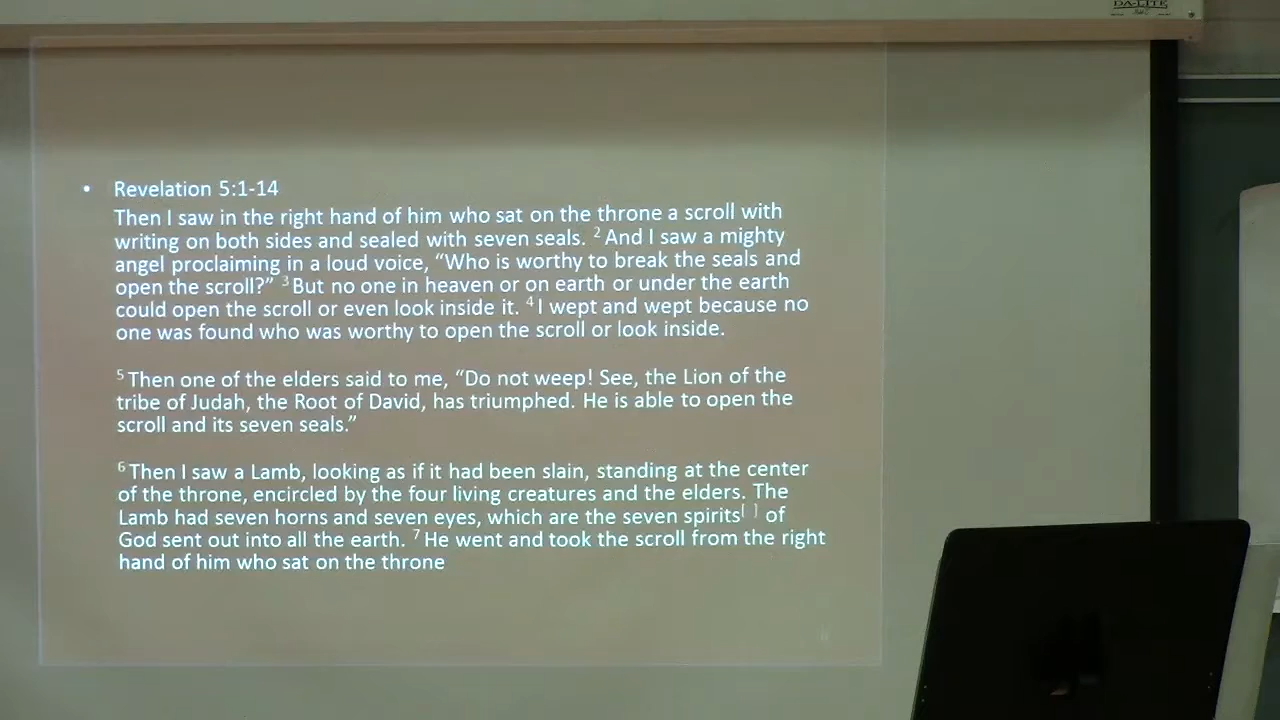 DA-LITE
• Revelation 5:1-14
Then I saw in the right hand of him who sat on the throne a scroll with
writing on both sides and sealed with seven seals. ² And I saw a mighty
angel proclaiming in a loud voice, “Who is worthy to break the seals and
open the scroll?” ³ But no one in heaven or on earth or under the earth
could open the scroll or even look inside it. ⁴ I wept and wept because no
one was found who was worthy to open the scroll or look inside.
⁵ Then one of the elders said to me, “Do not weep! See, the Lion of the
tribe of Judah, the Root of David, has triumphed. He is able to open the
scroll and its seven seals.”
⁶ Then I saw a Lamb, looking as if it had been slain, standing at the center
of the throne, encircled by the four living creatures and the elders. The
Lamb had seven horns and seven eyes, which are the seven spirits[ ] of
God sent out into all the earth. ⁷ He went and took the scroll from the right
hand of him who sat on the throne